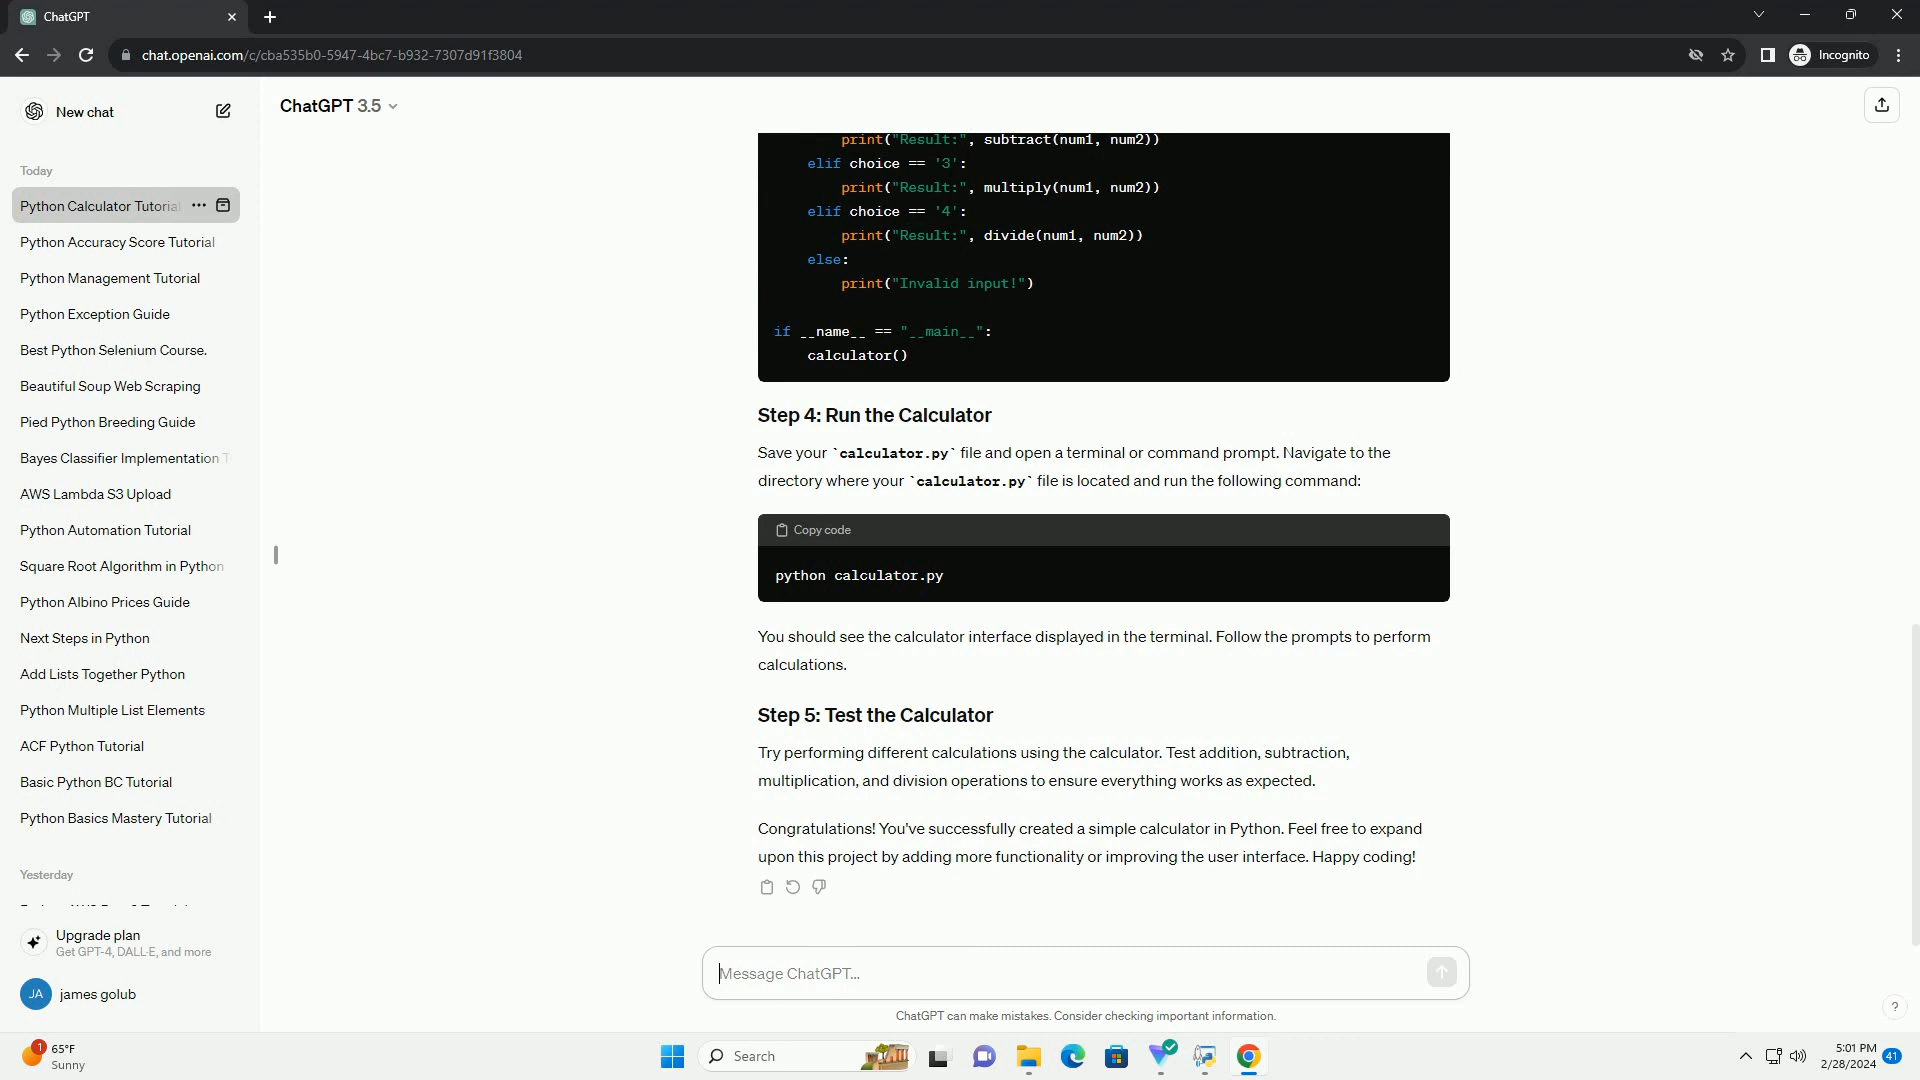 ChatGPT
chat.openai.com/c/cba535b0-5947-4bc7-b932-7307d91f3804
Incognito
New chat
Today
Python Calculator Tutorial
Python Accuracy Score Tutorial
Python Management Tutorial
Python Exception Guide
Best Python Selenium Course.
Beautiful Soup Web Scraping
Pied Python Breeding Guide
Bayes Classifier Implementation T
AWS Lambda S3 Upload
Python Automation Tutorial
Square Root Algorithm in Python
Python Albino Prices Guide
Next Steps in Python
Add Lists Together Python
Python Multiple List Elements
ACF Python Tutorial
Basic Python BC Tutorial
Python Basics Mastery Tutorial
Yesterday
Upgrade plan
Get GPT-4, DALL·E, and more
JA
james golub
ChatGPT 3.5
print("Result:", subtract(num1, num2))
elif choice == '3':
print("Result:", multiply(num1, num2))
elif choice == '4':
print("Result:", divide(num1, num2))
else:
print("Invalid input!")
if __name__ == "__main__":
calculator()
Step 4: Run the Calculator
Save your `calculator.py` file and open a terminal or command prompt. Navigate to the
directory where your `calculator.py` file is located and run the following command:
Copy code
python calculator.py
You should see the calculator interface displayed in the terminal. Follow the prompts to perform
calculations.
Step 5: Test the Calculator
Try performing different calculations using the calculator. Test addition, subtraction,
multiplication, and division operations to ensure everything works as expected.
Congratulations! You've successfully created a simple calculator in Python. Feel free to expand
upon this project by adding more functionality or improving the user interface. Happy coding!
Message ChatGPT...
ChatGPT can make mistakes. Consider checking important information.
?
1
65°F
Sunny
Search
5:01 PM
2/28/2024
41